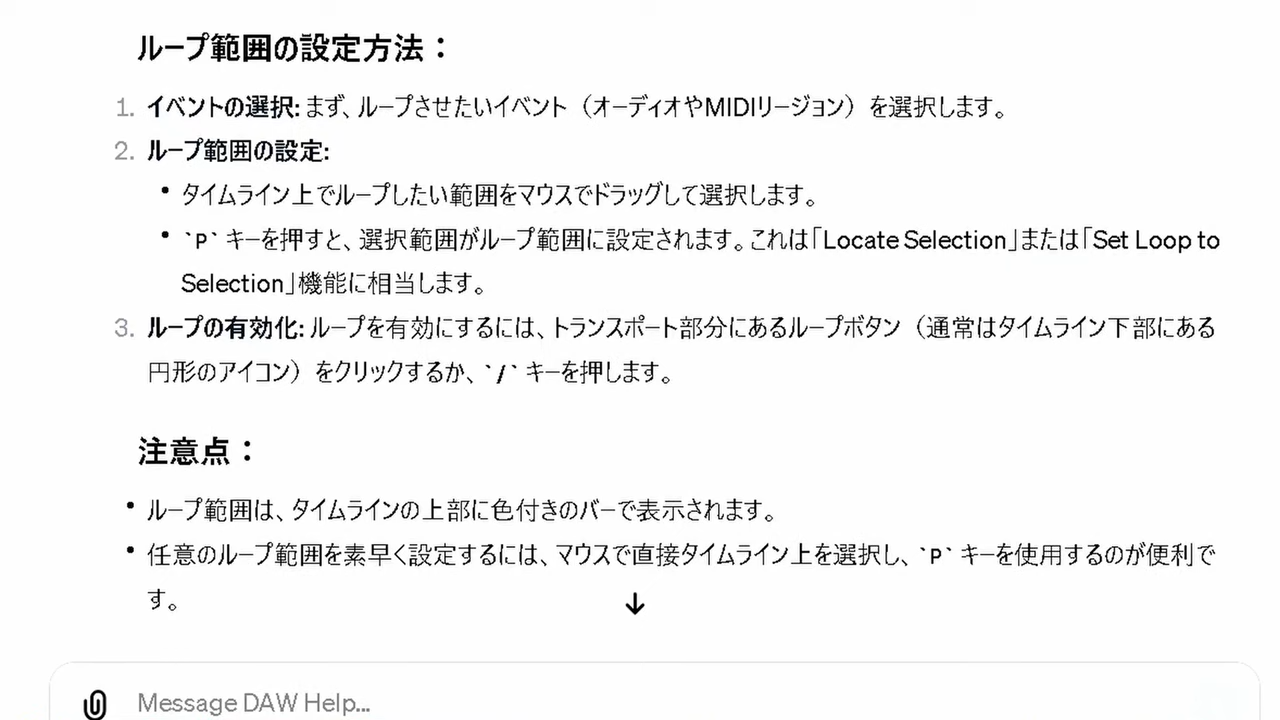 ループ範囲の設定方法：
1. イベントの選択: まず、ループさせたいイベント（オーディオやMIDIリージョン）を選択します。
2. ループ範囲の設定:
• タイムライン上でループしたい範囲をマウスでドラッグして選択します。
• `P` キーを押すと、選択範囲がループ範囲に設定されます。これは「Locate Selection」または「Set Loop to
Selection」機能に相当します。
3. ループの有効化: ループを有効にするには、トランスポート部分にあるループボタン（通常はタイムライン下部にある
円形のアイコン）をクリックするか、`/` キーを押します。
注意点：
• ループ範囲は、タイムラインの上部に色付きのバーで表示されます。
• 任意のループ範囲を素早く設定するには、マウスで直接タイムライン上を選択し、`P` キーを使用するのが便利で
す。
Message DAW Help...